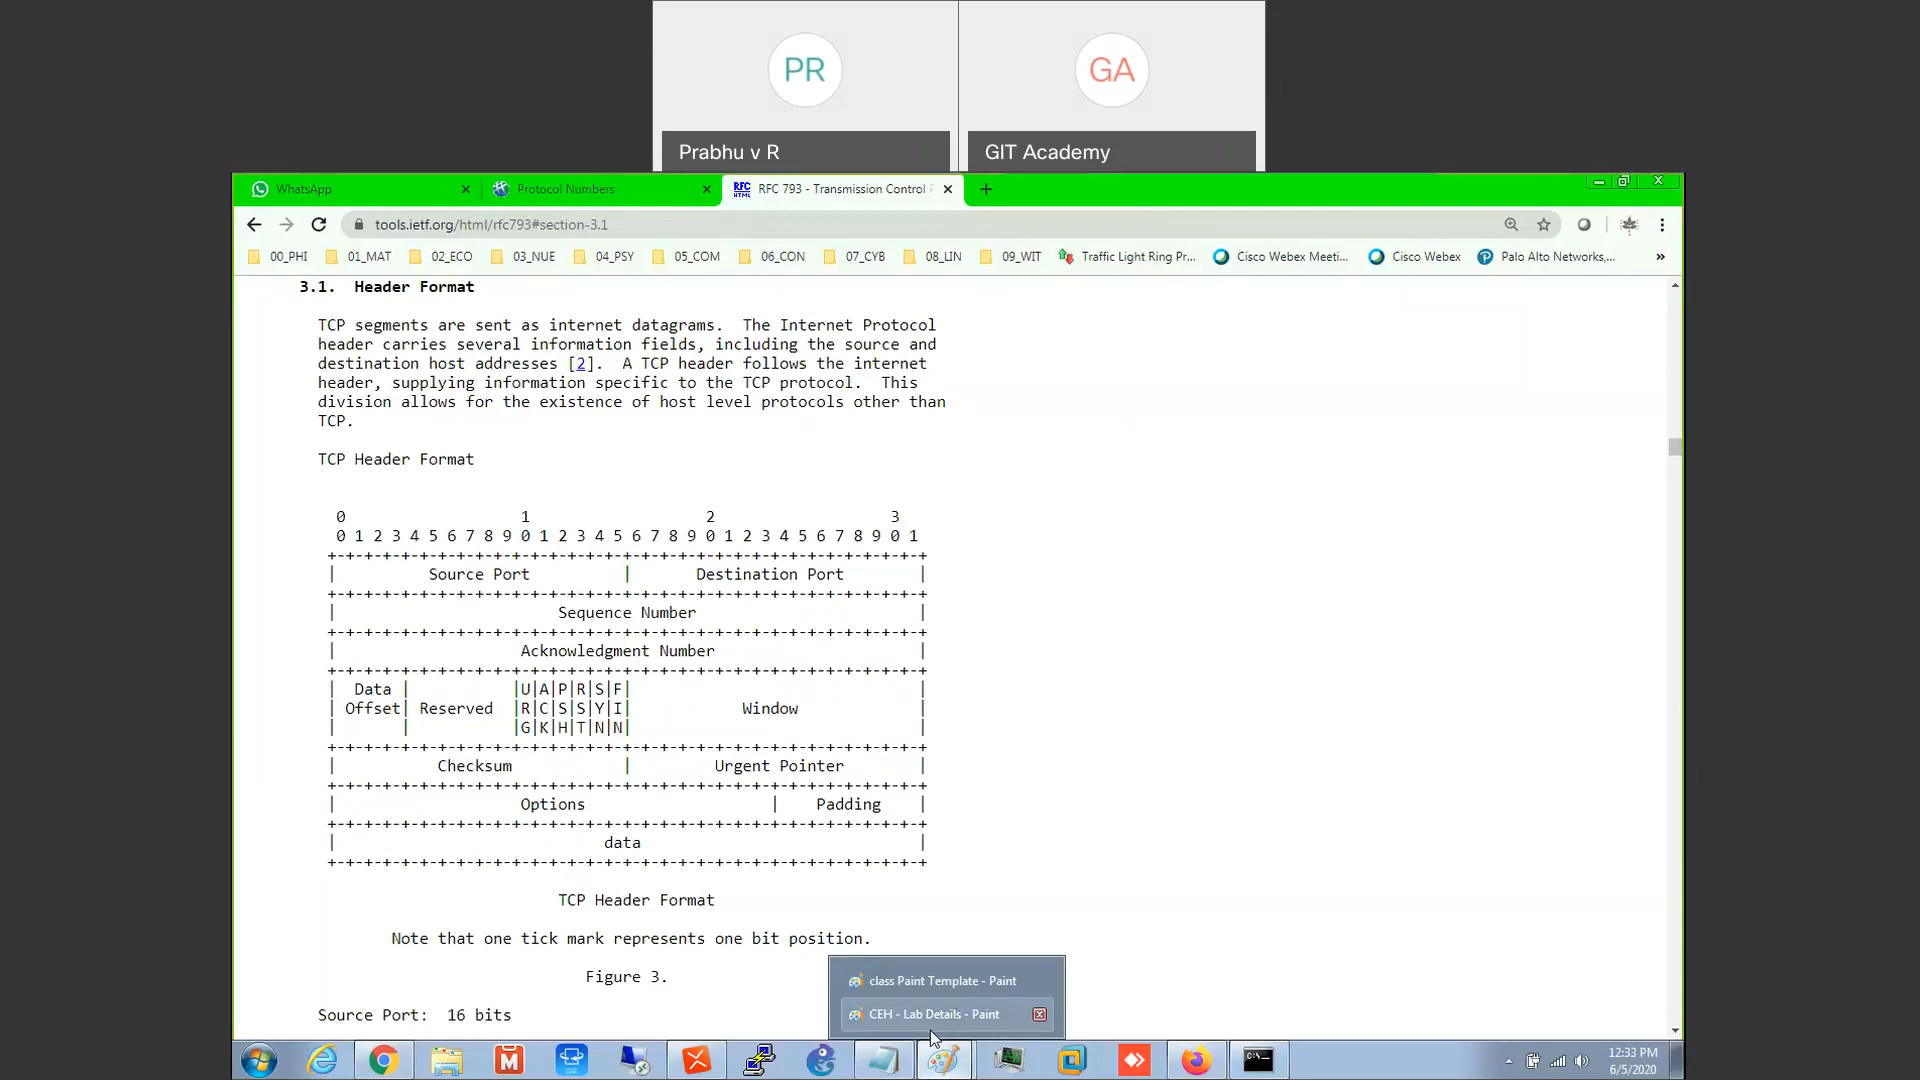 PR
GA
Prabhu v R
GIT Academy
WhatsApp
Protocol Numbers
RFC HTML
RFC 793 - Transmission Control P
tools.ietf.org/html/rfc793#section-3.1
00_PHI 01_MAT 02_ECO 03_NUE 04_PSY 05_COM 06_CON 07_CYB 08_LIN 09_WIT Traffic Light Ring Pr... Cisco Webex Meeti... Cisco Webex Palo Alto Networks,... »
3.1. Header Format
TCP segments are sent as internet datagrams. The Internet Protocol
header carries several information fields, including the source and
destination host addresses [2]. A TCP header follows the internet
header, supplying information specific to the TCP protocol. This
division allows for the existence of host level protocols other than
TCP.
TCP Header Format
0                   1                   2                   3
0 1 2 3 4 5 6 7 8 9 0 1 2 3 4 5 6 7 8 9 0 1 2 3 4 5 6 7 8 9 0 1
+-+-+-+-+-+-+-+-+-+-+-+-+-+-+-+-+-+-+-+-+-+-+-+-+-+-+-+-+-+-+-+-+
|          Source Port          |       Destination Port        |
+-+-+-+-+-+-+-+-+-+-+-+-+-+-+-+-+-+-+-+-+-+-+-+-+-+-+-+-+-+-+-+-+
|                        Sequence Number                        |
+-+-+-+-+-+-+-+-+-+-+-+-+-+-+-+-+-+-+-+-+-+-+-+-+-+-+-+-+-+-+-+-+
|                    Acknowledgment Number                      |
+-+-+-+-+-+-+-+-+-+-+-+-+-+-+-+-+-+-+-+-+-+-+-+-+-+-+-+-+-+-+-+-+
|  Data |           |U|A|P|R|S|F|                               |
| Offset| Reserved  |R|C|S|S|Y|I|            Window             |
|       |           |G|K|H|T|N|N|                               |
+-+-+-+-+-+-+-+-+-+-+-+-+-+-+-+-+-+-+-+-+-+-+-+-+-+-+-+-+-+-+-+-+
|           Checksum            |         Urgent Pointer        |
+-+-+-+-+-+-+-+-+-+-+-+-+-+-+-+-+-+-+-+-+-+-+-+-+-+-+-+-+-+-+-+-+
|                    Options                    |    Padding    |
+-+-+-+-+-+-+-+-+-+-+-+-+-+-+-+-+-+-+-+-+-+-+-+-+-+-+-+-+-+-+-+-+
|                             data                              |
+-+-+-+-+-+-+-+-+-+-+-+-+-+-+-+-+-+-+-+-+-+-+-+-+-+-+-+-+-+-+-+-+
TCP Header Format
Note that one tick mark represents one bit position.
Figure 3.
Source Port: 16 bits
class Paint Template - Paint
CEH - Lab Details - Paint
12:33 PM
6/5/2020